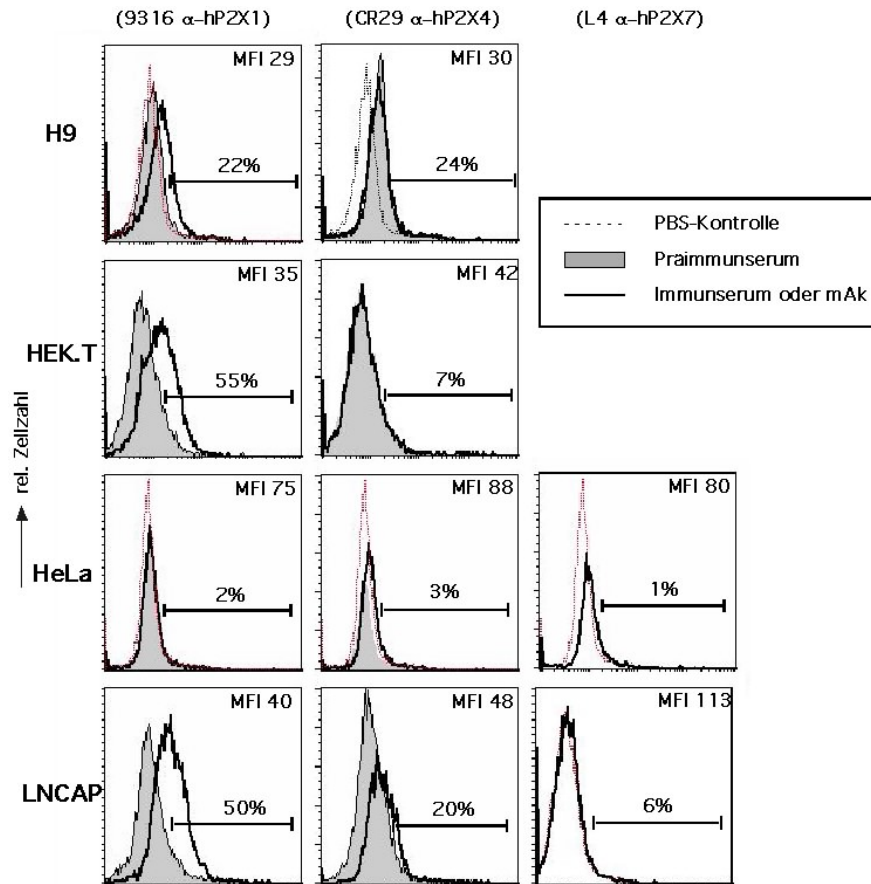 (9316 α-hP2X1) (CR29 α-hP2X4) (L4 α-hP2X7)
H9
MFI 29
22%
MFI 30
24%
PBS-Kontrolle
Präimmunserum
Immunserum oder mAk
HEK.T
MFI 35
55%
MFI 42
7%
rel. Zellzahl
HeLa
MFI 75
2%
MFI 88
3%
MFI 80
1%
LNCAP
MFI 40
50%
MFI 48
20%
MFI 113
6%